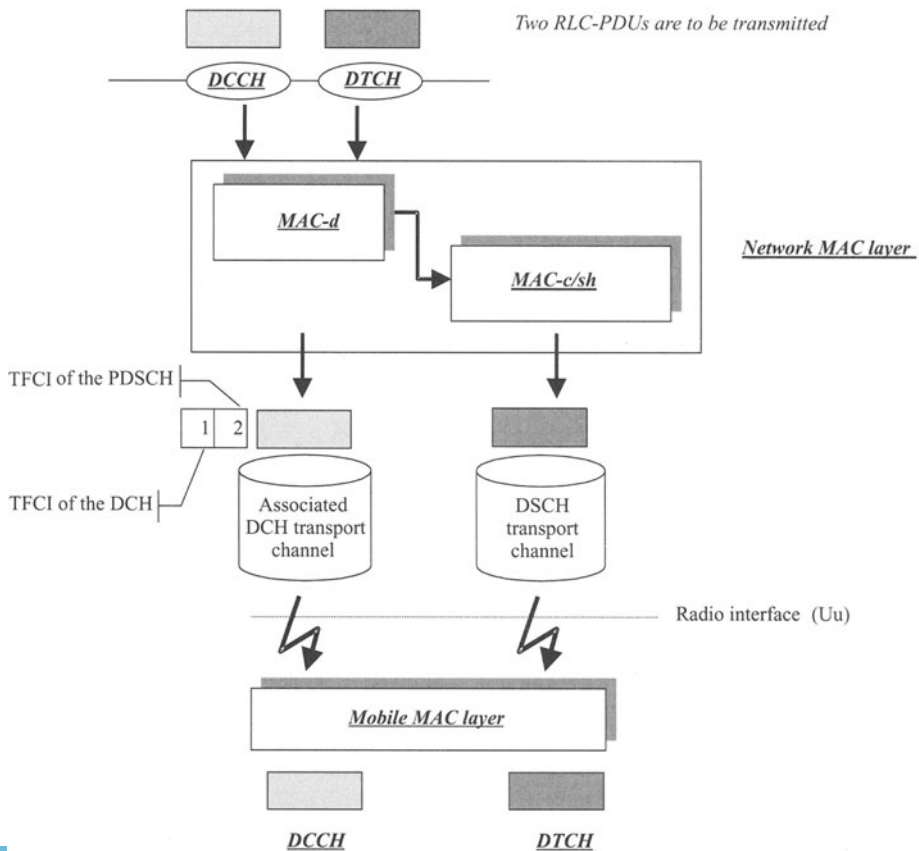 Two RLC-PDUs are to be transmitted
DCCH
DTCH
MAC-d
Network MAC layer
MAC-c/sh
TFCI of the PDSCH
1 2
TFCI of the DCH
Associated
DCH transport
channel
DSCH
transport
channel
Radio interface (Uu)
Mobile MAC layer
DCCH
DTCH